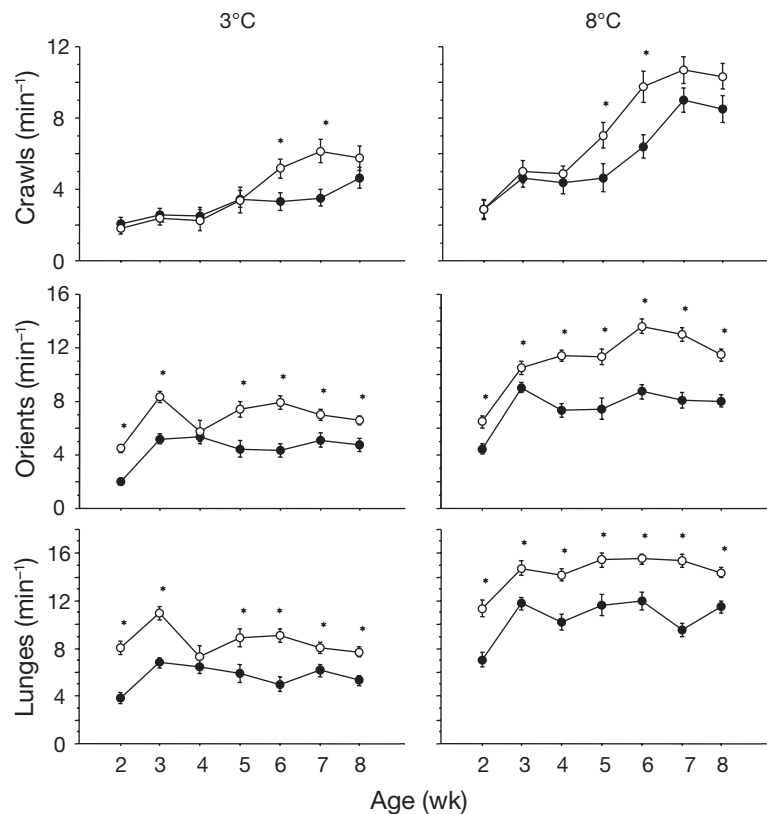 3°C 8°C
12
8
4
0
Crawls (min⁻¹)
16
12
8
4
0
Orients (min⁻¹)
16
12
8
4
0
Lunges (min⁻¹)
* *
* *
* * * * * *
* * * * * * *
* * * * * *
* * * * * * *
2 3 4 5 6 7 8 2 3 4 5 6 7 8
Age (wk)